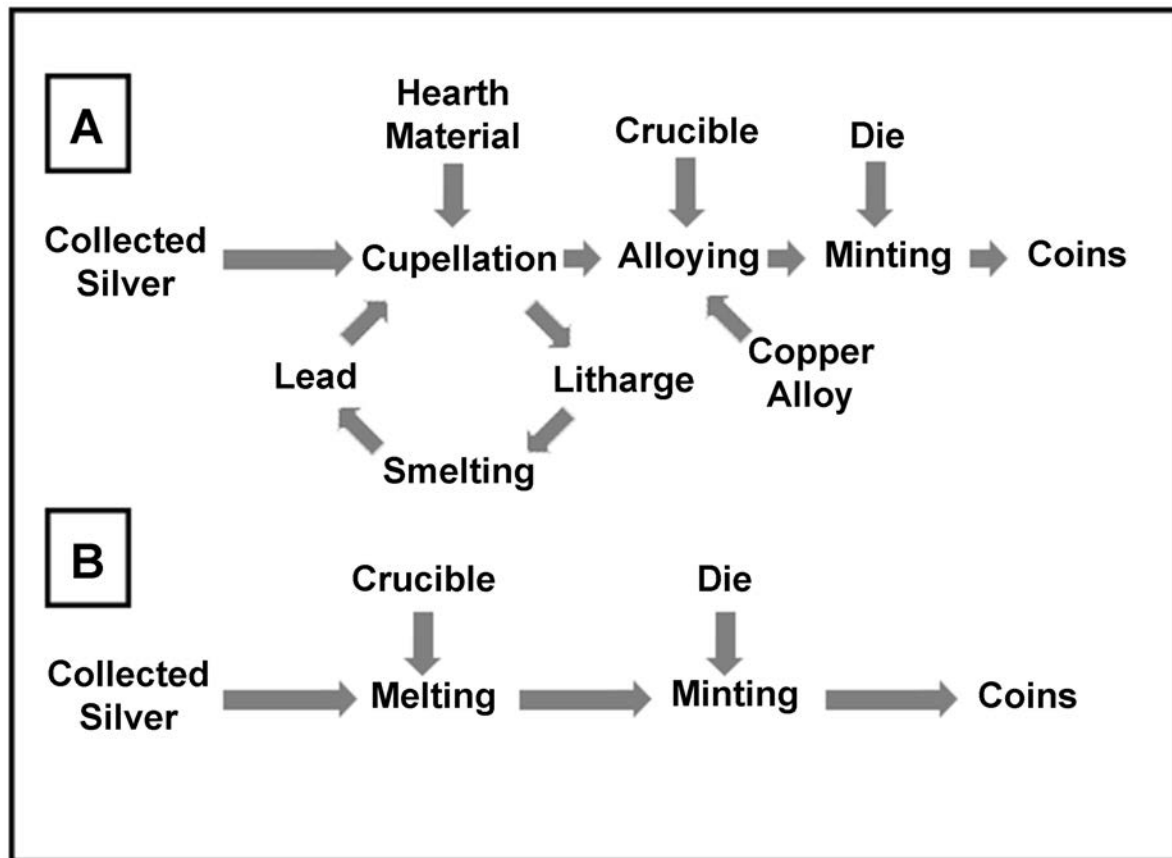 A
Hearth
Material
Crucible
Die
Collected
Silver
Cupellation
Alloying
Minting
Coins
Lead
Litharge
Copper
Alloy
Smelting
B
Crucible
Die
Collected
Silver
Melting
Minting
Coins